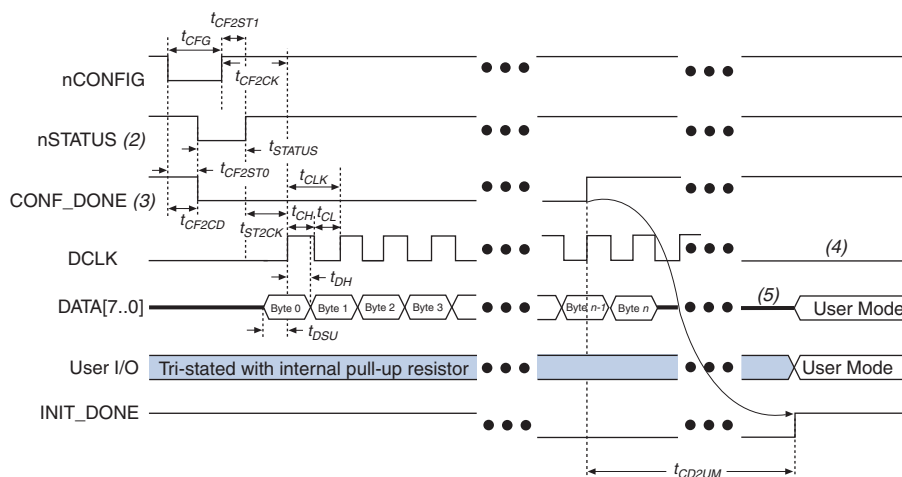 tCF2ST1
tCFG
nCONFIG
tCF2CK
nSTATUS (2)
tSTATUS
tCF2ST0
tCLK
CONF_DONE (3)
tCH
tCL
tCF2CD
tST2CK
DCLK
(4)
tDH
DATA[7..0]
Byte 0
Byte 1
Byte 2
Byte 3
Byte n-1
Byte n
(5)
User Mode
tDSU
User I/O
Tri-stated with internal pull-up resistor
User Mode
INIT_DONE
tCD2UM